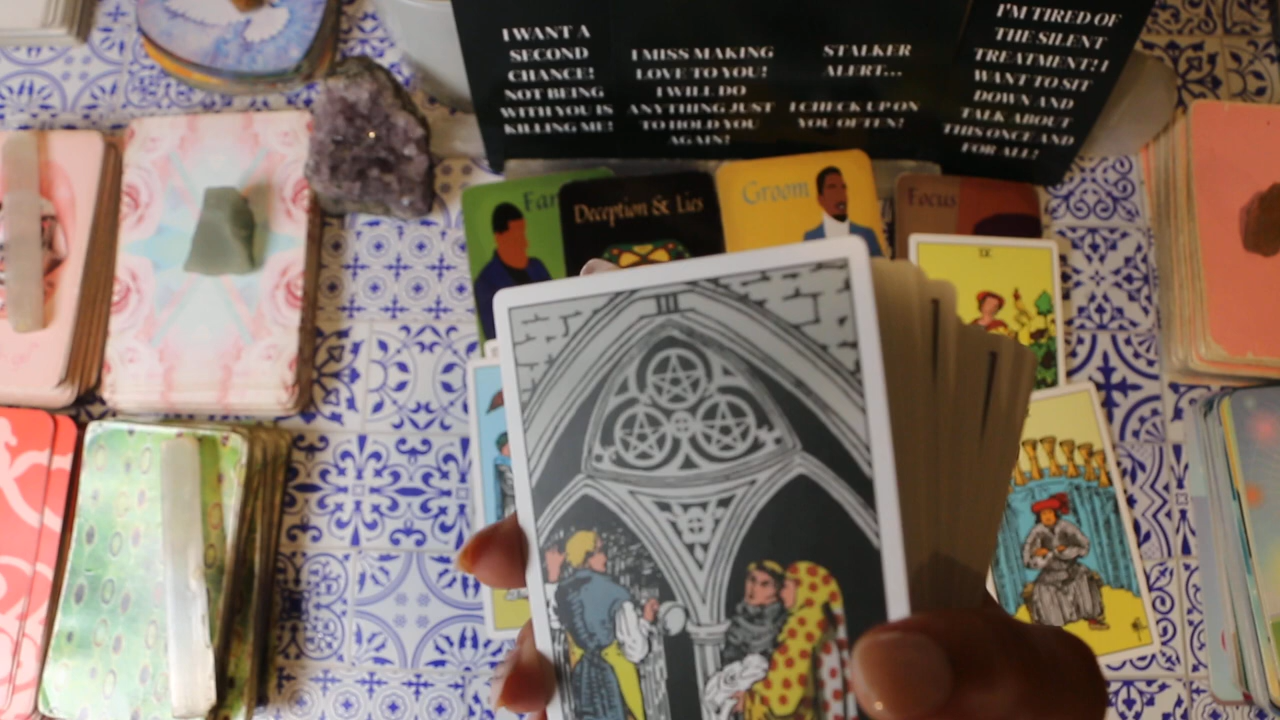 I WANT A
SECOND
CHANCE!
NOT BEING
WITH YOU IS
KILLING ME!
I MISS MAKING
LOVE TO YOU!
I WILL DO
ANYTHING JUST
TO HOLD YOU
AGAIN!
STALKER
ALERT...
I CHECK UP ON
YOU OFTEN!
I'M TIRED OF
THE SILENT
TREATMENT! I
WANT TO SIT
DOWN AND
TALK ABOUT
THIS ONCE AND
FOR ALL!
Deception & Lies
Groom
Focus
III
IX